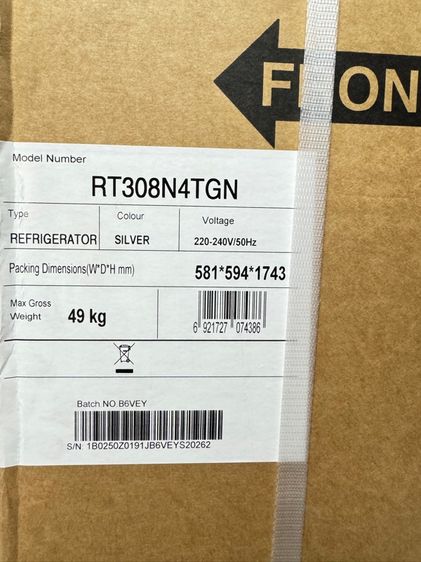 FRON
Model Number
RT308N4TGN
Type Colour Voltage
REFRIGERATOR SILVER 220-240V/50Hz
Packing Dimensions(W*D*H mm) 581*594*1743
Max Gross
Weight 49 kg
6 921727 074386
Batch NO.B6VEY
S/N: 1B0250Z0191JB6VEYS20262